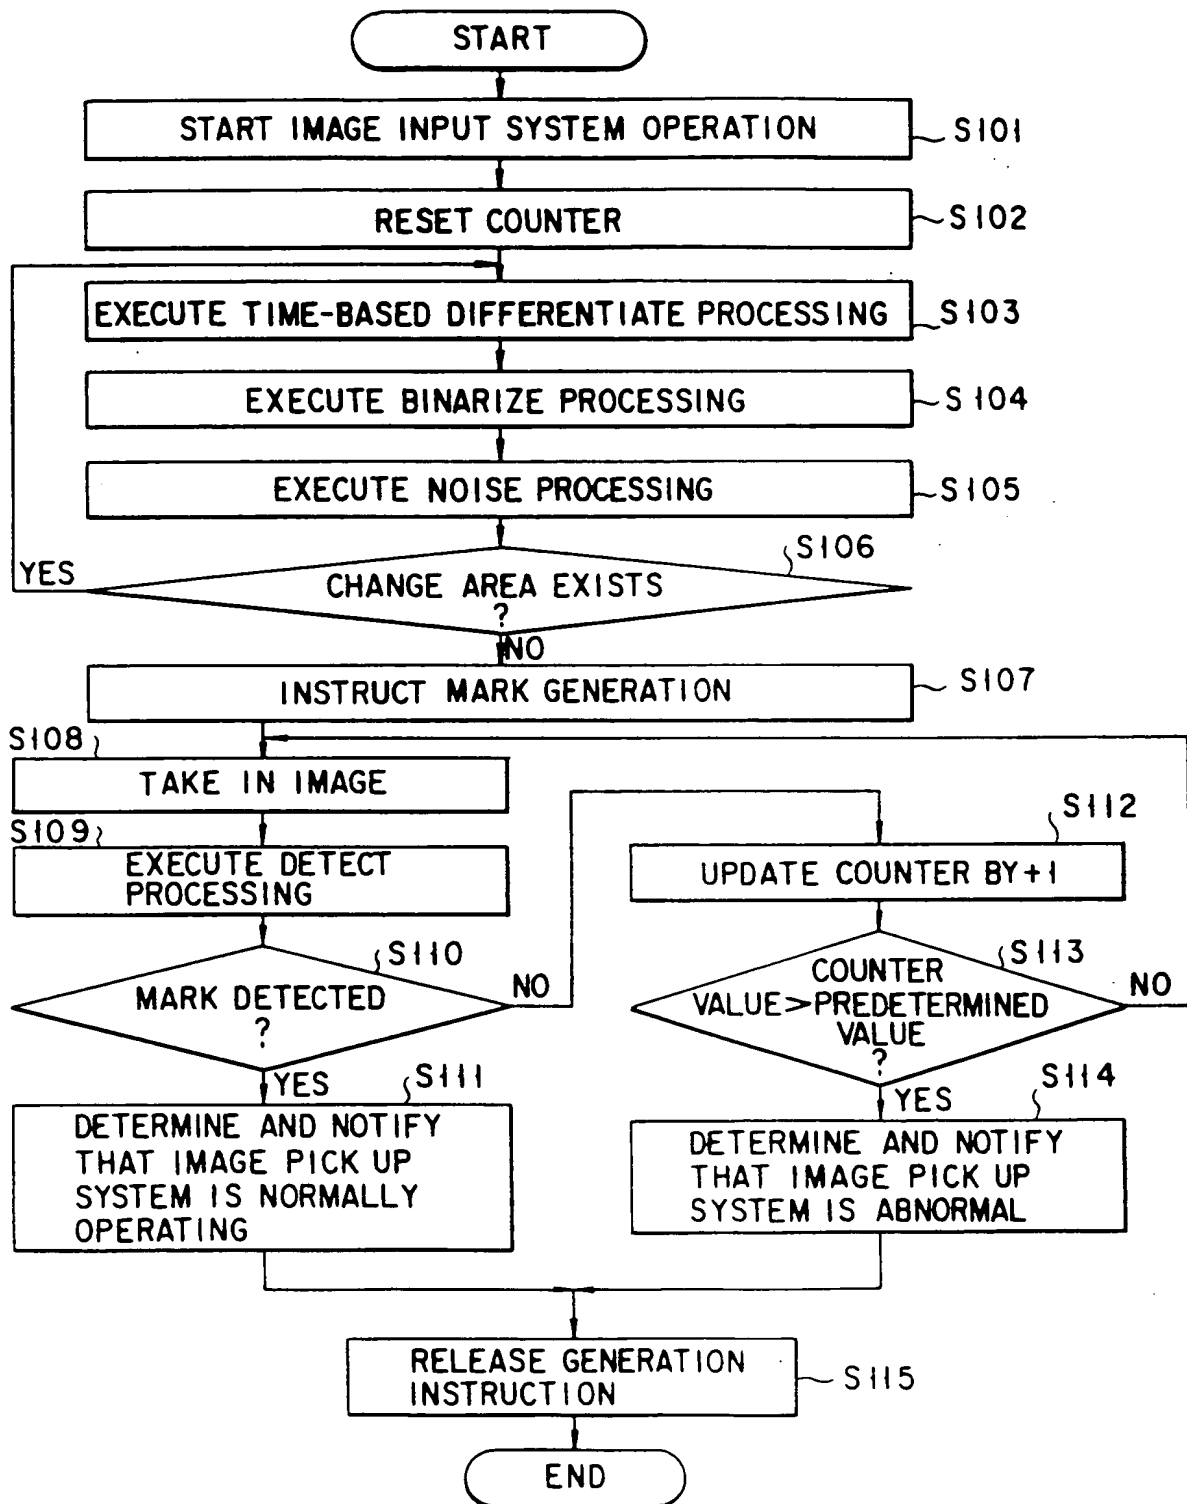 START
START IMAGE INPUT SYSTEM OPERATION
S101
RESET COUNTER
S102
EXECUTE TIME-BASED DIFFERENTIATE PROCESSING
S103
EXECUTE BINARIZE PROCESSING
S104
EXECUTE NOISE PROCESSING
S105
S106
YES
CHANGE AREA EXISTS
?
NO
INSTRUCT MARK GENERATION
S107
S108
TAKE IN IMAGE
S109
EXECUTE DETECT
PROCESSING
S110
MARK DETECTED
?
NO
YES
S111
DETERMINE AND NOTIFY
THAT IMAGE PICK UP
SYSTEM IS NORMALLY
OPERATING
S112
UPDATE COUNTER BY+1
S113
COUNTER
VALUE>PREDETERMINED
VALUE
?
NO
YES
S114
DETERMINE AND NOTIFY
THAT IMAGE PICK UP
SYSTEM IS ABNORMAL
RELEASE GENERATION
INSTRUCTION
S115
END